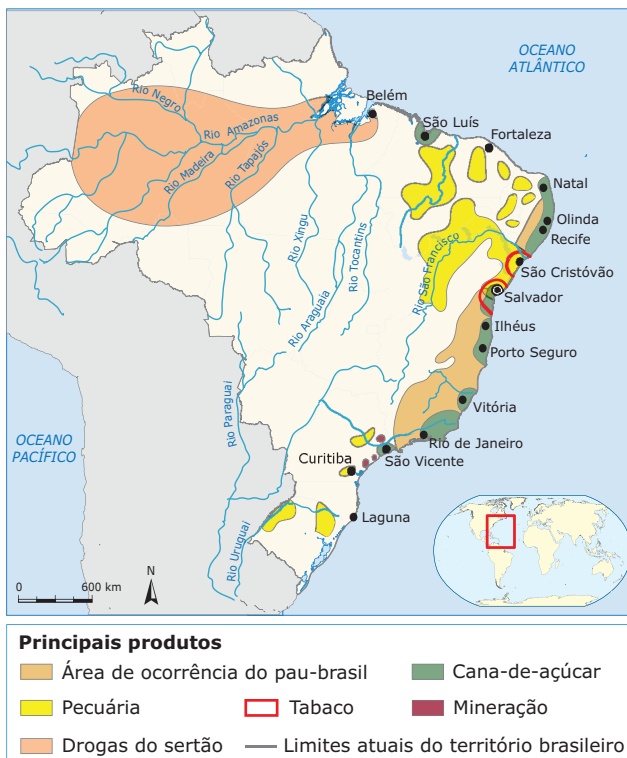 OCEANO
ATLÂNTICO
Belém
Rio Negro
São Luís
Rio Amazonas
Fortaleza
Rio Madeira
Rio Tapajós
Natal
Olinda
Recife
Rio Xingu
Rio Tocantins
Rio São Francisco
São Cristóvão
Salvador
Rio Araguaia
Ilhéus
Porto Seguro
Rio Paraguai
Vitória
OCEANO
PACÍFICO
Rio de Janeiro
Curitiba
São Vicente
Laguna
Rio Uruguai
N
0 600 km
Principais produtos
Área de ocorrência do pau-brasil
Cana-de-açúcar
Pecuária
Tabaco
Mineração
Drogas do sertão
Limites atuais do território brasileiro